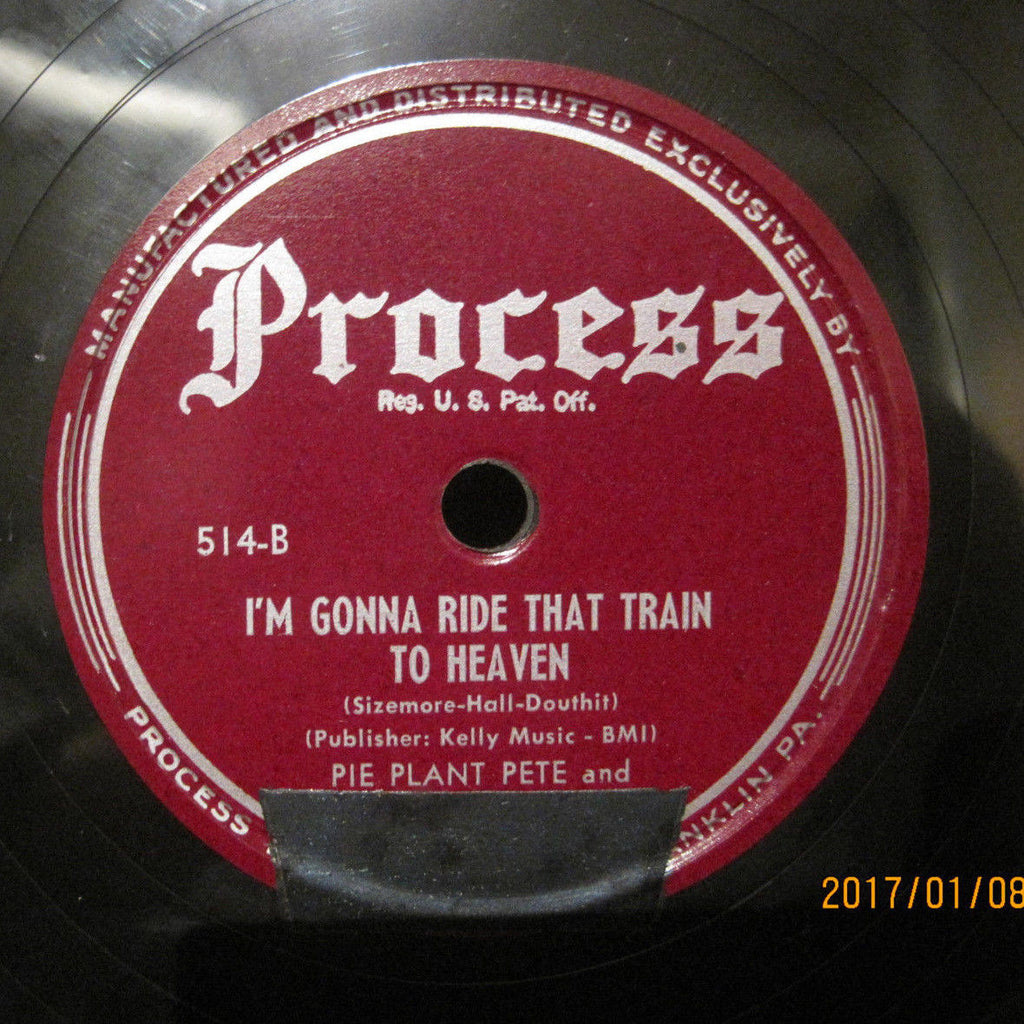 MANUFACTURED AND DISTRIBUTED EXCLUSIVELY BY
Process
Reg. U. S. Pat. Off.
514-B
I'M GONNA RIDE THAT TRAIN
TO HEAVEN
(Sizemore-Hall-Douthit)
(Publisher: Kelly Music - BMI)
PIE PLANT PETE and
PROCESS
NKLIN PA.
2017/01/08